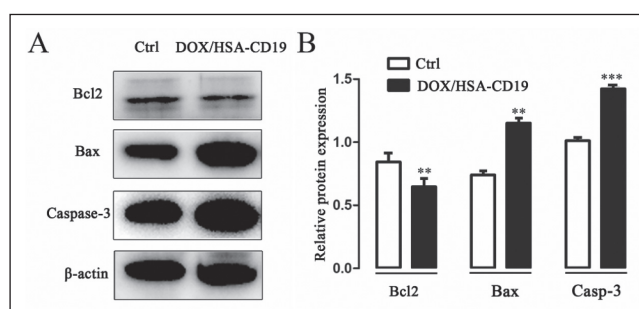 A
Ctrl DOX/HSA-CD19
Bcl2
Bax
Caspase-3
β-actin
B
Ctrl
DOX/HSA-CD19
Relative protein expression
1.5
1.0
0.5
0.0
**
**
***
Bcl2 Bax Casp-3